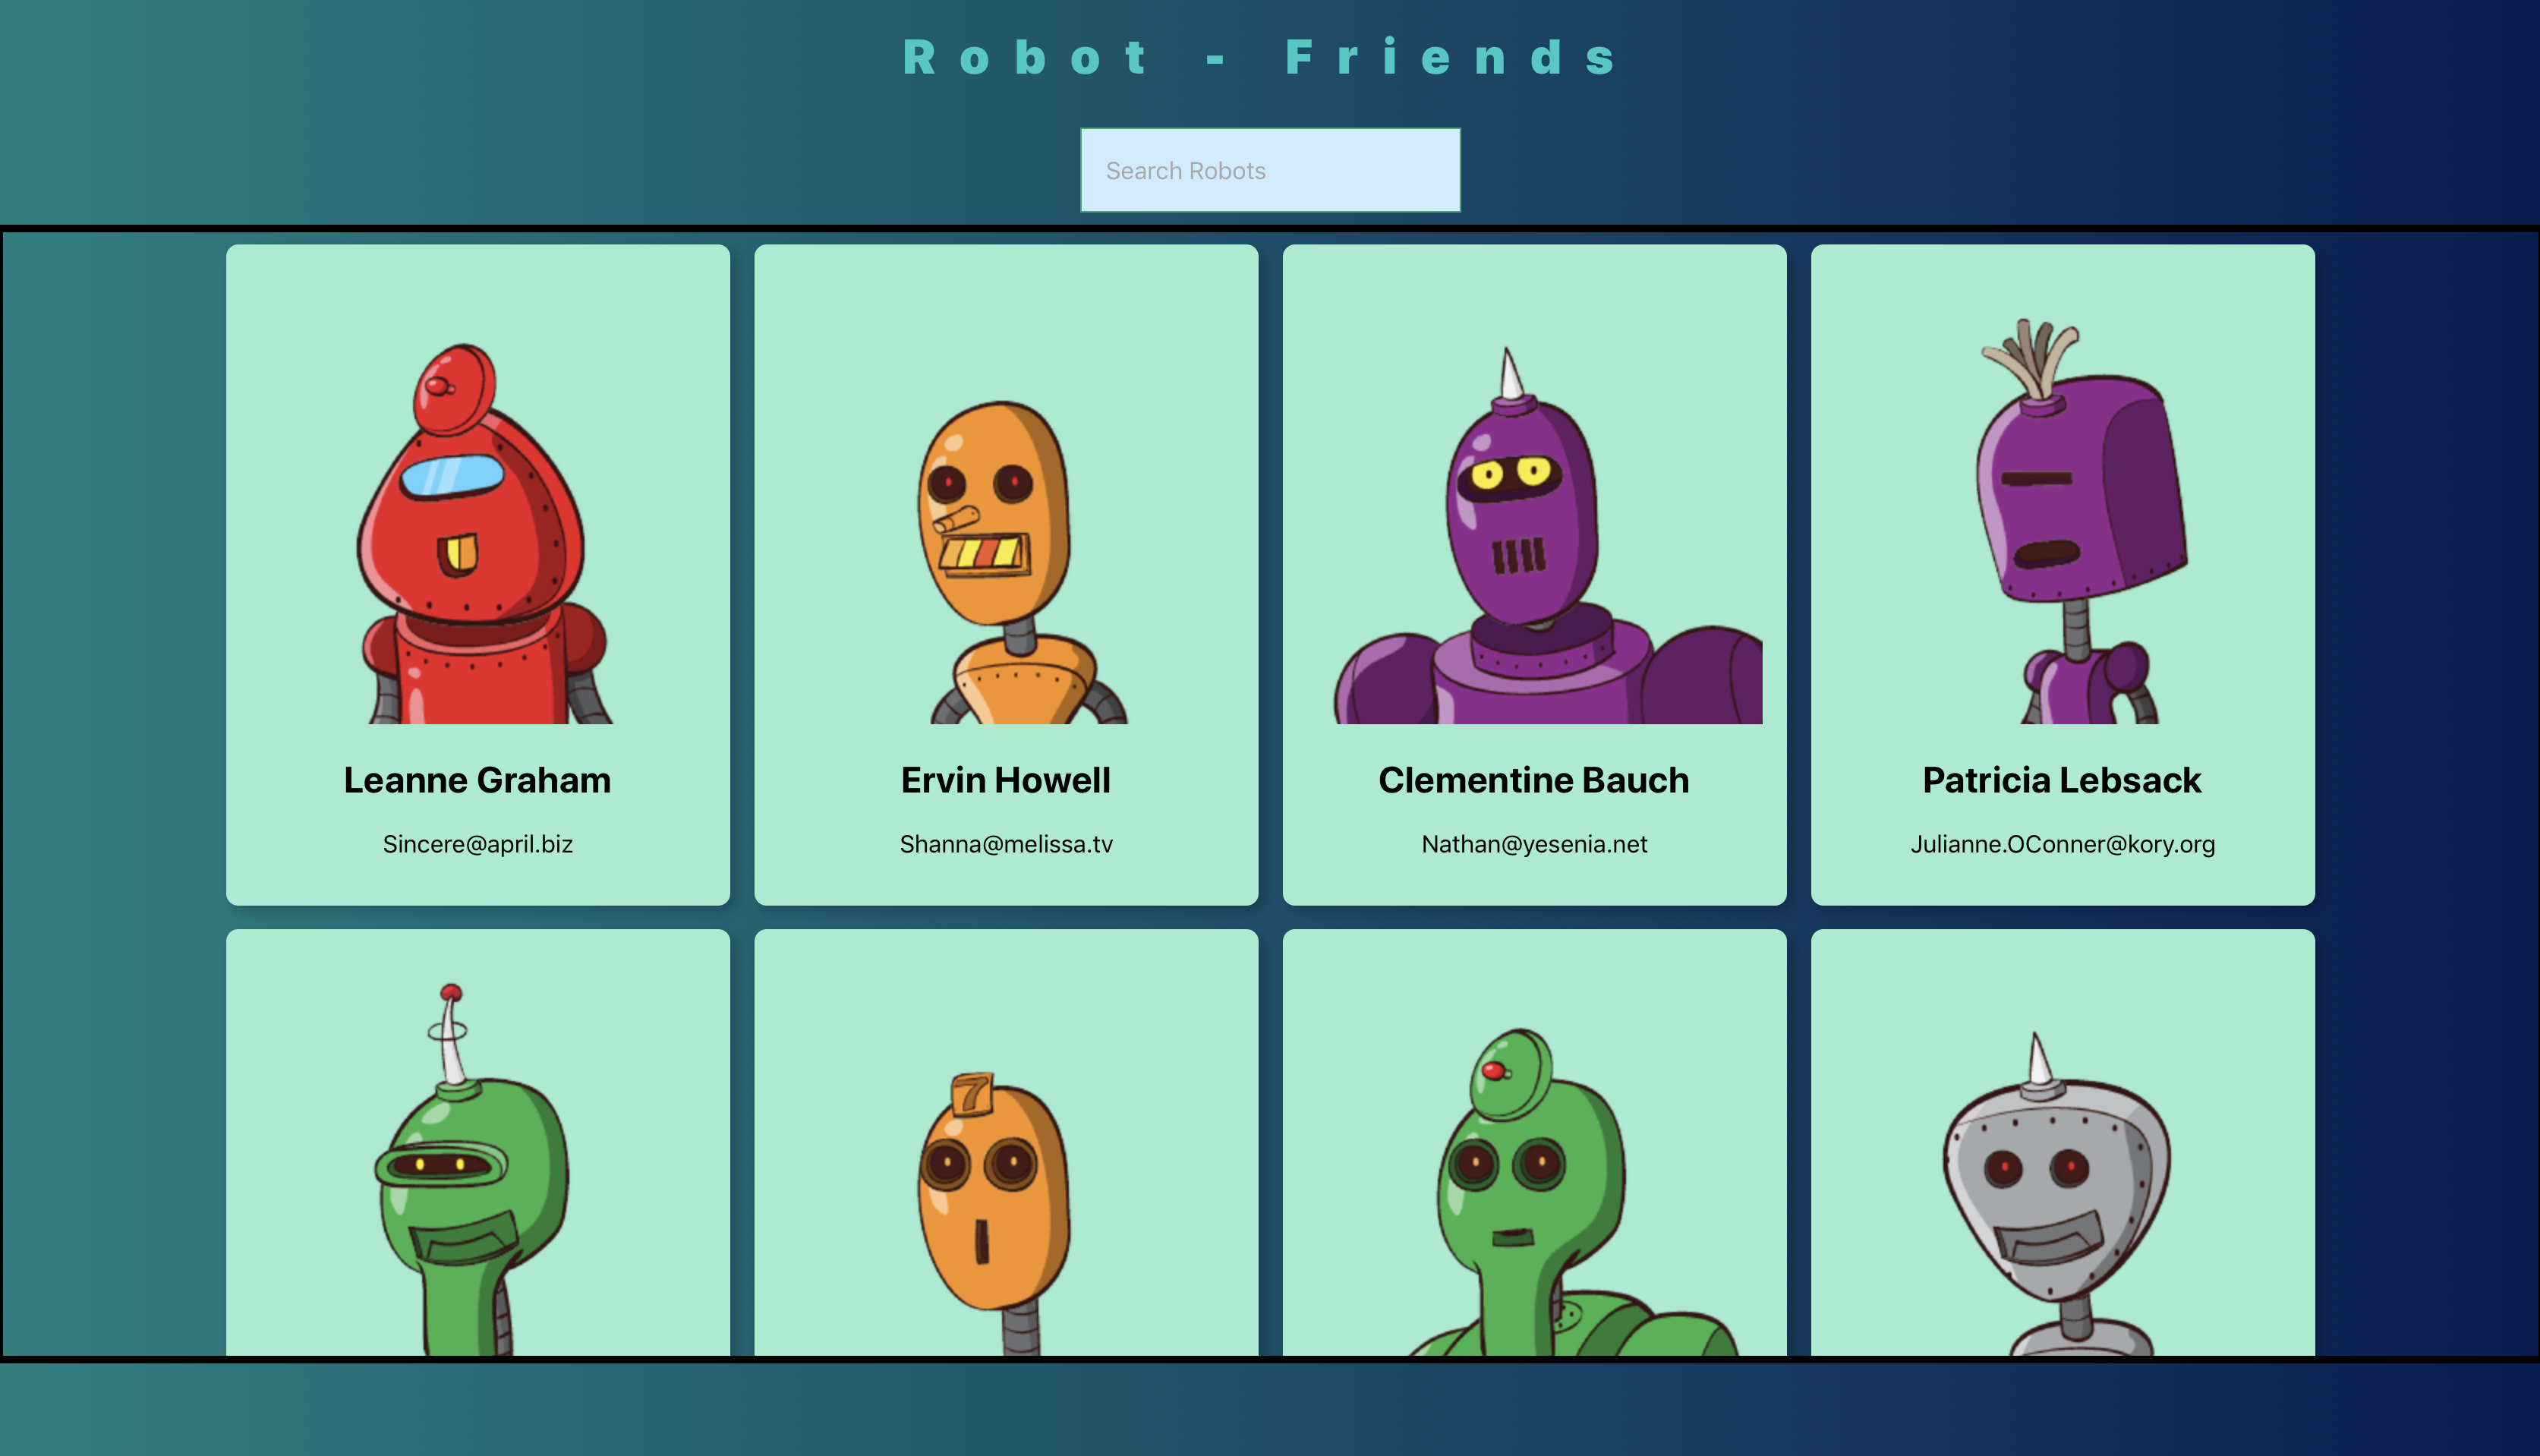 Robot - Friends
Search Robots
Leanne Graham
Sincere@april.biz
Ervin Howell
Shanna@melissa.tv
Clementine Bauch
Nathan@yesenia.net
Patricia Lebsack
Julianne.OConner@kory.org
7